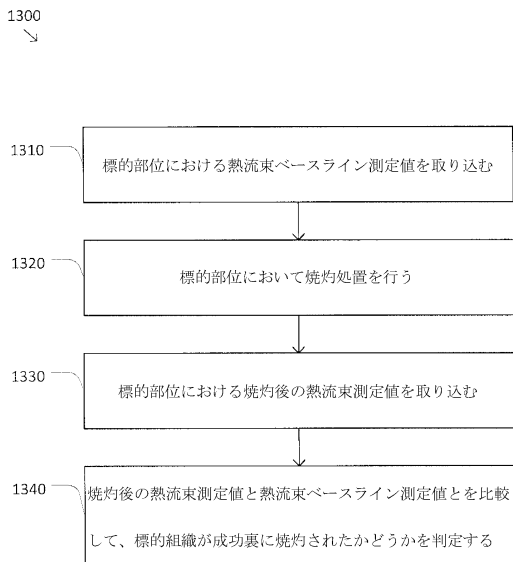 1300
1310
標的部位における熱流束ベースライン測定値を取り込む
1320
標的部位において焼灼処置を行う
1330
標的部位における焼灼後の熱流束測定値を取り込む
1340
焼灼後の熱流束測定値と熱流束ベースライン測定値とを比較
して、標的組織が成功裏に焼灼されたかどうかを判定する